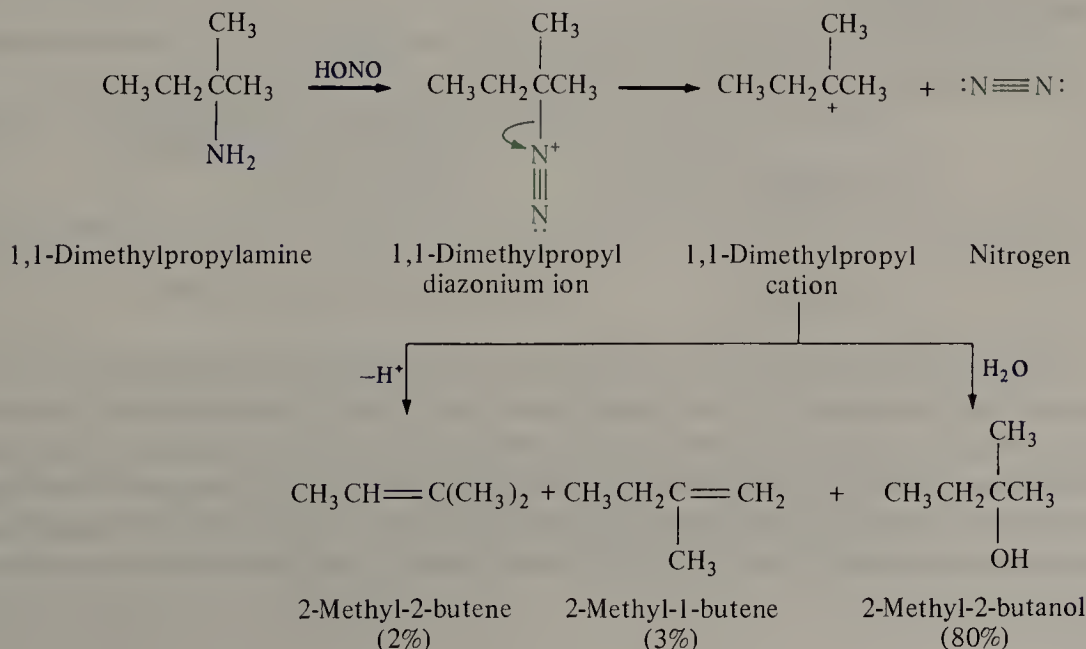 CH3 CH3 CH3
CH3CH2CCH3 HONO CH3CH2CCH3 CH3CH2CCH3 + :N≡N:
+
NH2 N+
N
1,1-Dimethylpropylamine 1,1-Dimethylpropyl 1,1-Dimethylpropyl Nitrogen
diazonium ion cation
–H+ H2O
CH3
CH3CH=C(CH3)2 + CH3CH2C=CH2 + CH3CH2CCH3
CH3 OH
2-Methyl-2-butene 2-Methyl-1-butene 2-Methyl-2-butanol
(2%) (3%) (80%)